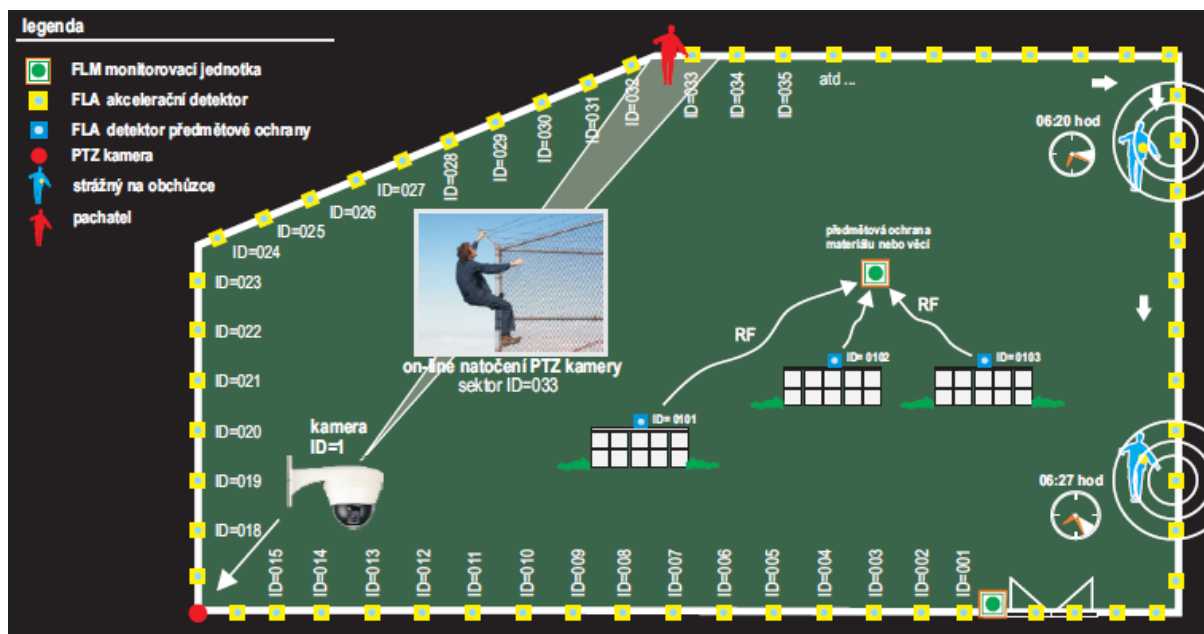 legenda
FLM monitorovací jednotka
FLA akcelerační detektor
FLA detektor předmětové ochrany
PTZ kamera
strážný na obchůzce
pachatel
ID=033
ID=034
ID=035
atd ...
06:20 hod
ID=032
ID=031
ID=030
ID=029
ID=028
ID=027
ID=026
ID=025
ID=024
ID=023
ID=022
ID=021
ID=020
ID=019
ID=018
předmětová ochrana
materiálu nebo věcí
RF
RF
ID= 0102
ID= 0103
ID= 0101
on-line natočení PTZ kamery
sektor ID=033
kamera
ID=1
06:27 hod
ID=015
ID=014
ID=013
ID=012
ID=011
ID=010
ID=009
ID=008
ID=007
ID=006
ID=005
ID=004
ID=003
ID=002
ID=001